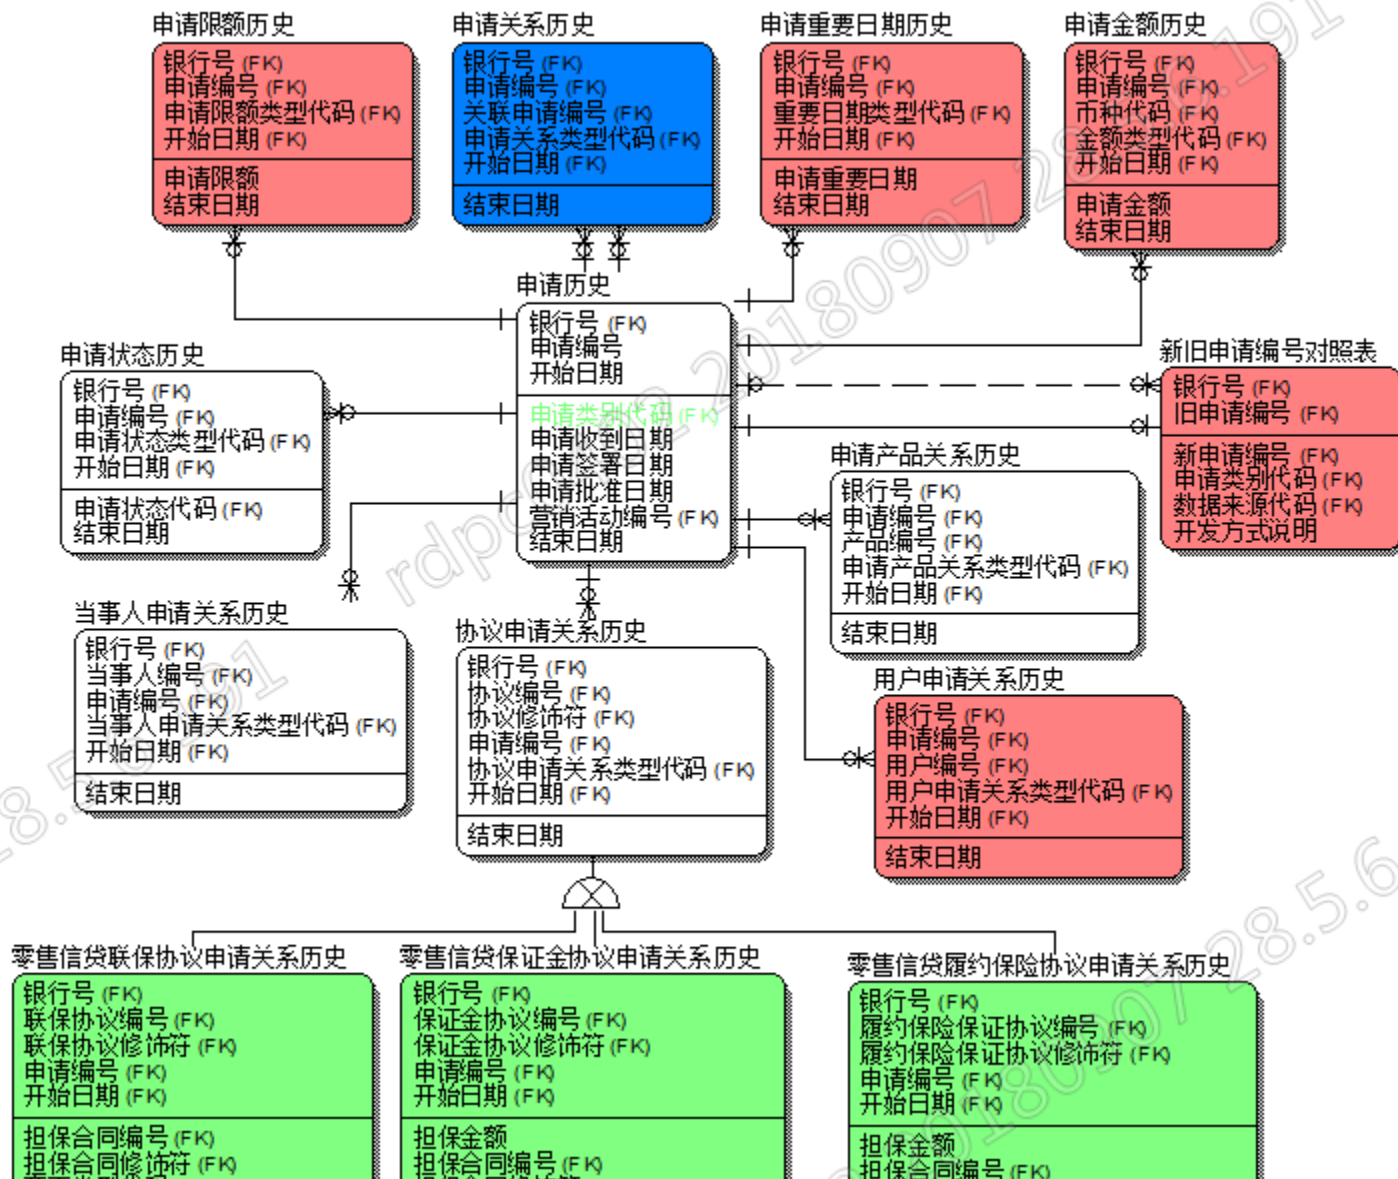 申请限额历史
银行号 (FK)
申请编号 (FK)
申请限额类型代码 (FK)
开始日期 (FK)
申请限额
结束日期
申请关系历史
银行号 (FK)
申请编号 (FK)
关联申请编号 (FK)
申请关系类型代码 (FK)
开始日期 (FK)
结束日期
申请重要日期历史
银行号 (FK)
申请编号 (FK)
重要日期类型代码 (FK)
开始日期 (FK)
申请重要日期
结束日期
申请金额历史
银行号 (FK)
申请编号 (FK)
币种代码 (FK)
金额类型代码 (FK)
开始日期 (FK)
申请金额
结束日期
申请历史
银行号 (FK)
申请编号
开始日期
申请类别代码 (FK)
申请收到日期
申请签署日期
申请批准日期
营销活动编号 (FK)
结束日期
申请状态历史
银行号 (FK)
申请编号 (FK)
申请状态类型代码 (FK)
开始日期 (FK)
申请状态代码 (FK)
结束日期
新旧申请编号对照表
银行号 (FK)
旧申请编号 (FK)
新申请编号 (FK)
申请类别代码 (FK)
数据来源代码 (FK)
开发方式说明
申请产品关系历史
银行号 (FK)
申请编号 (FK)
产品编号 (FK)
申请产品关系类型代码 (FK)
开始日期 (FK)
结束日期
当事人申请关系历史
银行号 (FK)
当事人编号 (FK)
申请编号 (FK)
当事人申请关系类型代码 (FK)
开始日期 (FK)
结束日期
协议申请关系历史
银行号 (FK)
协议编号 (FK)
协议修饰符 (FK)
申请编号 (FK)
协议申请关系类型代码 (FK)
开始日期 (FK)
结束日期
用户申请关系历史
银行号 (FK)
申请编号 (FK)
用户编号 (FK)
用户申请关系类型代码 (FK)
开始日期 (FK)
结束日期
零售信贷联保协议申请关系历史
银行号 (FK)
联保协议编号 (FK)
联保协议修饰符 (FK)
申请编号 (FK)
开始日期 (FK)
担保合同编号 (FK)
担保合同修饰符 (FK)
零售信贷保证金协议申请关系历史
银行号 (FK)
保证金协议编号 (FK)
保证金协议修饰符 (FK)
申请编号 (FK)
开始日期 (FK)
担保金额
担保合同编号 (FK)
零售信贷履约保险协议申请关系历史
银行号 (FK)
履约保险保证协议编号 (FK)
履约保险保证协议修饰符 (FK)
申请编号 (FK)
开始日期 (FK)
担保金额
担保合同编号 (FK)